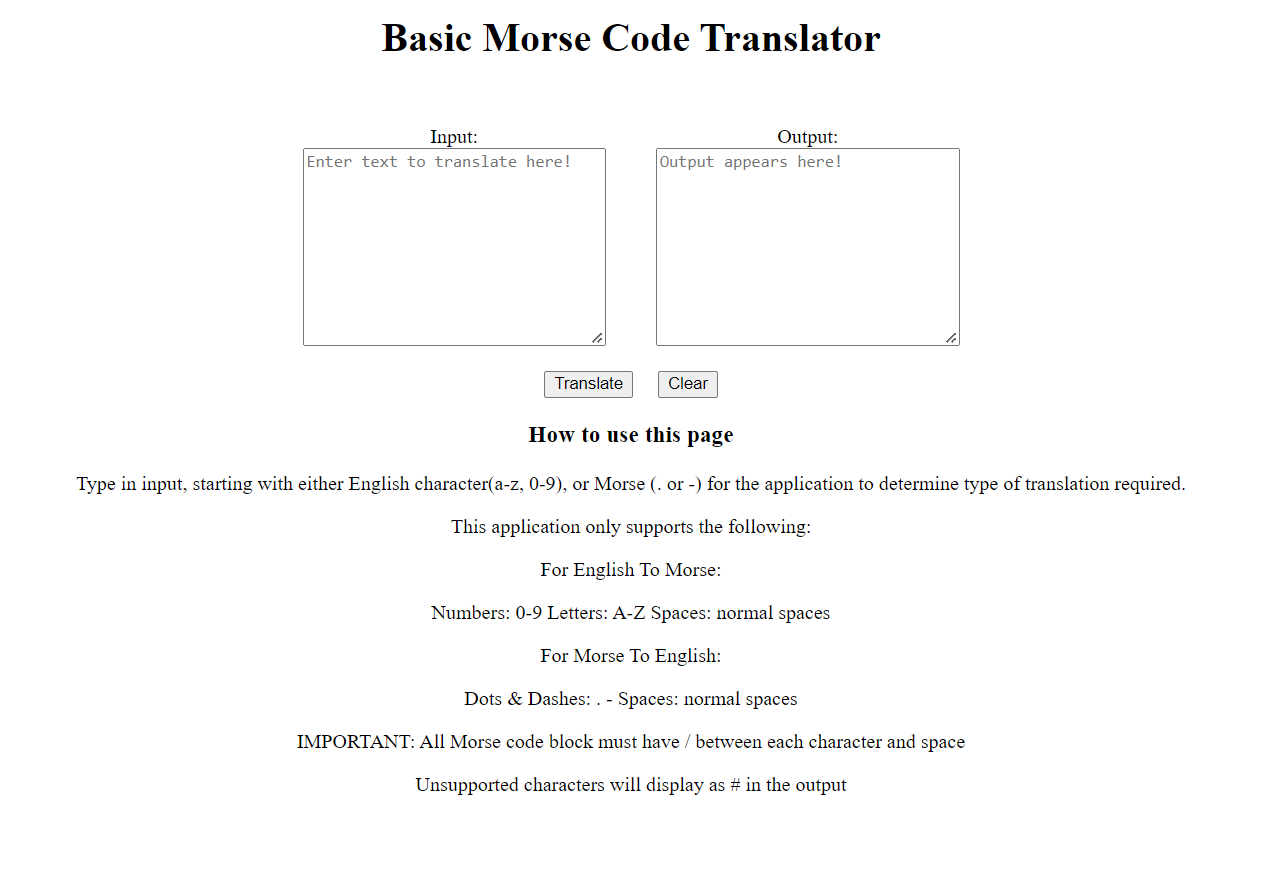 Basic Morse Code Translator
Input:
Output:
Enter text to translate here!
Output appears here!
Translate
Clear
How to use this page
Type in input, starting with either English character(a-z, 0-9), or Morse (. or -) for the application to determine type of translation required.
This application only supports the following:
For English To Morse:
Numbers: 0-9 Letters: A-Z Spaces: normal spaces
For Morse To English:
Dots & Dashes: . - Spaces: normal spaces
IMPORTANT: All Morse code block must have / between each character and space
Unsupported characters will display as # in the output